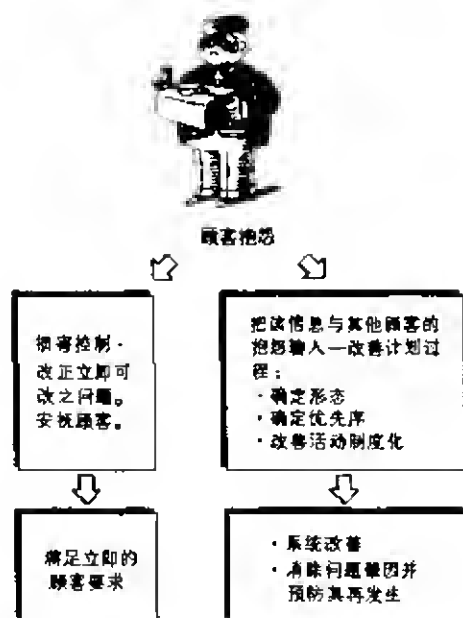 顾客抱怨
损害控制·
改正立即可
改之问题。
安抚顾客。
把该信息与其他顾客的
抱怨输入一改善计划过
程：
·确定形态
·确定优先序
·改善活动制度化
满足立即的
顾客要求
·系统改善
·消除问题根因并
预防其再发生